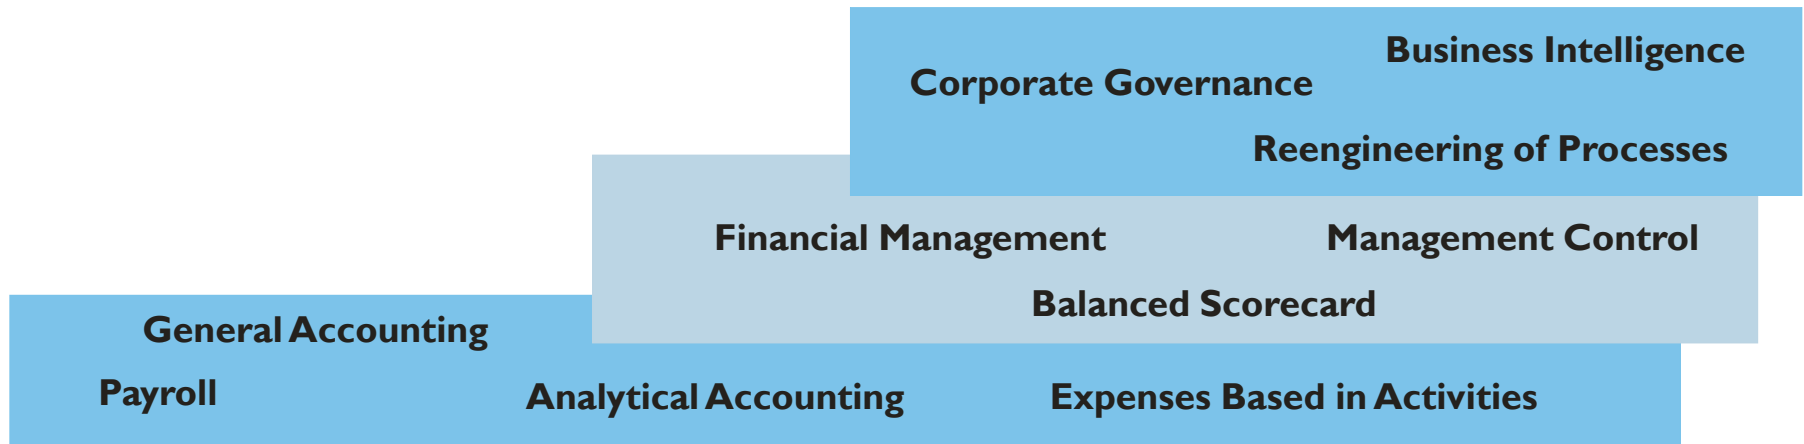 Business Intelligence
Corporate Governance
Reengineering of Processes
Financial Management
Management Control
Balanced Scorecard
General Accounting
Payroll
Analytical Accounting
Expenses Based in Activities